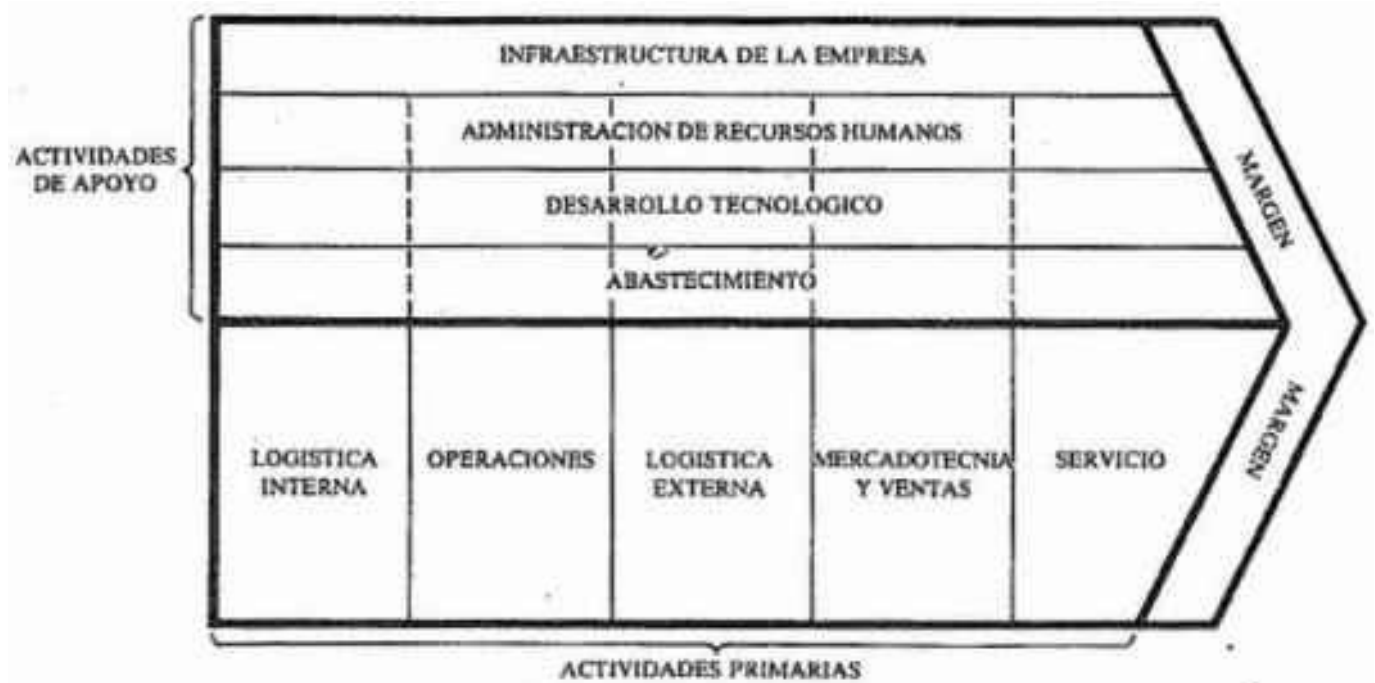 INFRAESTRUCTURA DE LA EMPRESA
ADMINISTRACION DE RECURSOS HUMANOS
ACTIVIDADES
DE APOYO
DESARROLLO TECNOLOGICO
ABASTECIMIENTO
MARGEN
LOGISTICA
INTERNA
OPERACIONES
LOGISTICA
EXTERNA
MERCADOTECNIA
Y VENTAS
SERVICIO
MARGEN
ACTIVIDADES PRIMARIAS